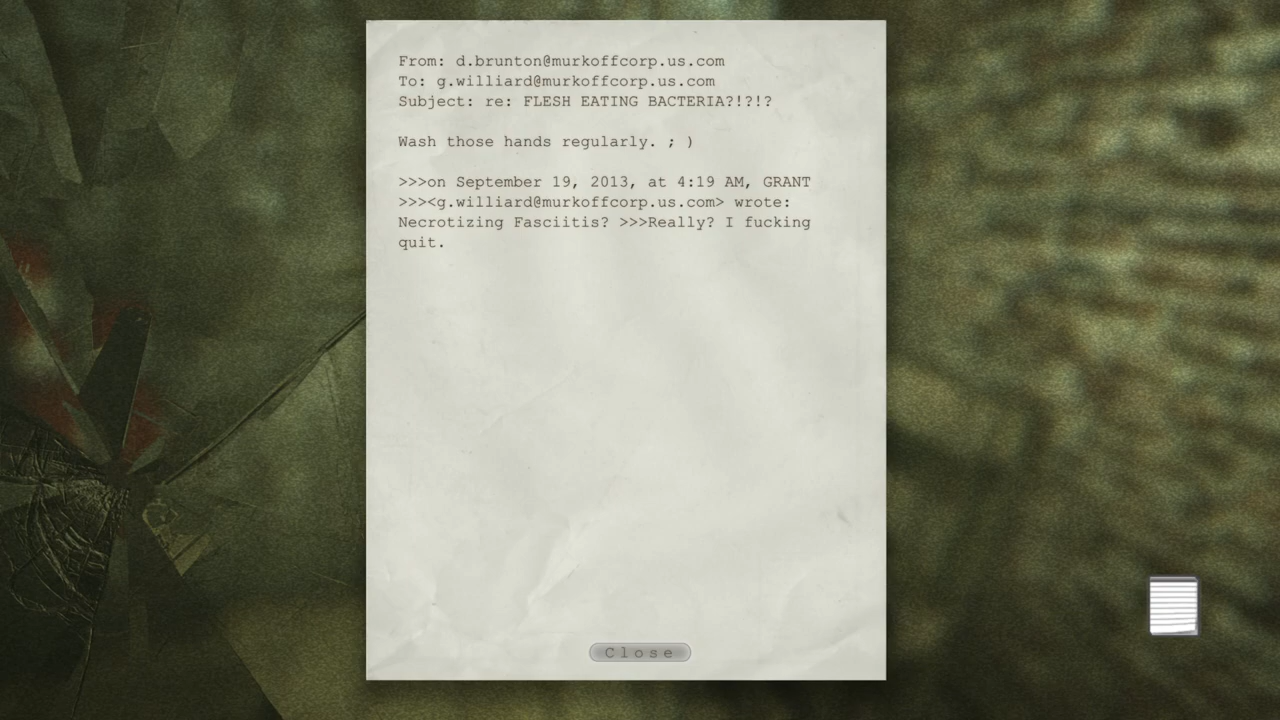 From: d.brunton@murkoffcorp.us.com
To: g.williard@murkoffcorp.us.com
Subject: re: FLESH EATING BACTERIA?!?!?
Wash those hands regularly. ; )
>>>on September 19, 2013, at 4:19 AM, GRANT
>>><g.williard@murkoffcorp.us.com> wrote:
Necrotizing Fasciitis? >>>Really? I fucking
quit.
Close